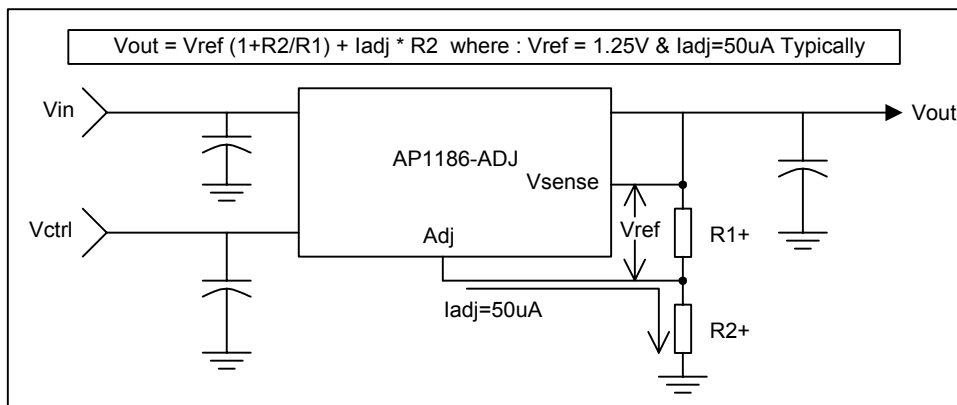 Vout = Vref (1+R2/R1) + Iadj * R2 where : Vref = 1.25V & Iadj=50uA Typically
Vin
Vout
AP1186-ADJ
Vsense
Vctrl
Adj
Vref
R1+
Iadj=50uA
R2+